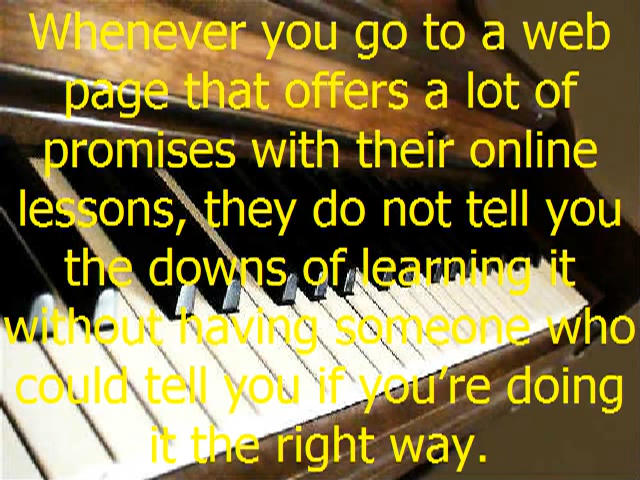 Whenever you go to a web
page that offers a lot of
promises with their online
lessons, they do not tell you
the downs of learning it
without having someone who
could tell you if you’re doing
it the right way.